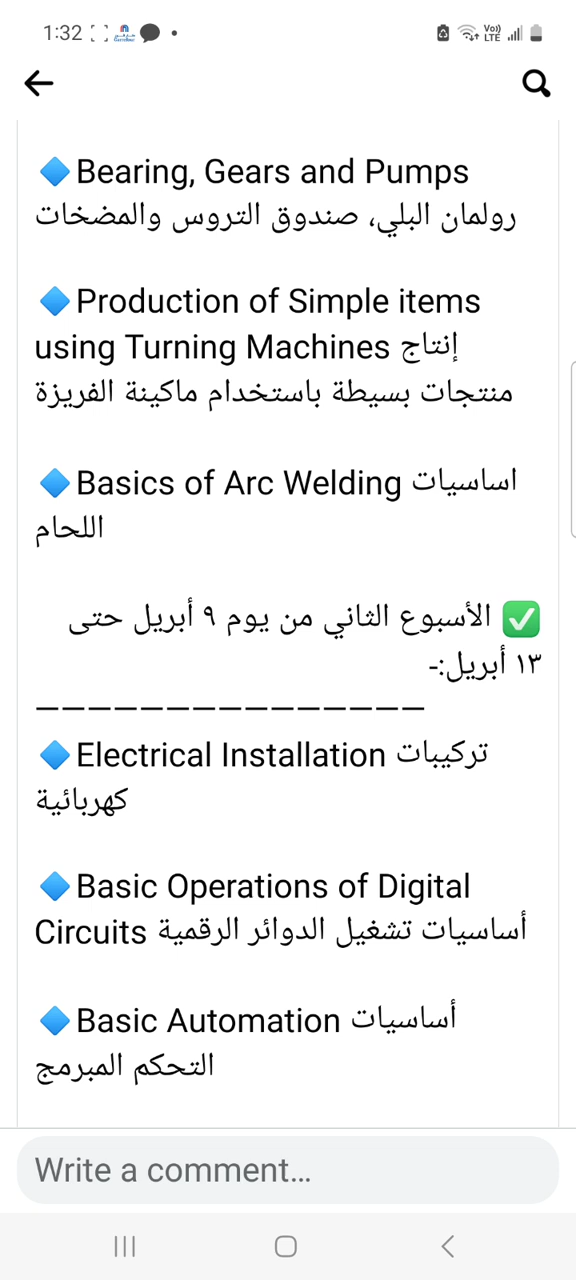 1:32
Vo)) LTE
🔷Bearing, Gears and Pumps
رولمان البلي، صندوق التروس والمضخات
🔷Production of Simple items
using Turning Machines إنتاج
منتجات بسيطة باستخدام ماكينة الفريزة
🔷Basics of Arc Welding اساسيات
اللحام
✅ الأسبوع الثاني من يوم ٩ أبريل حتى
١٣ أبريل:-
———————————————
🔷Electrical Installation تركيبات
كهربائية
🔷Basic Operations of Digital
Circuits أساسيات تشغيل الدوائر الرقمية
🔷Basic Automation أساسيات
التحكم المبرمج
Write a comment...